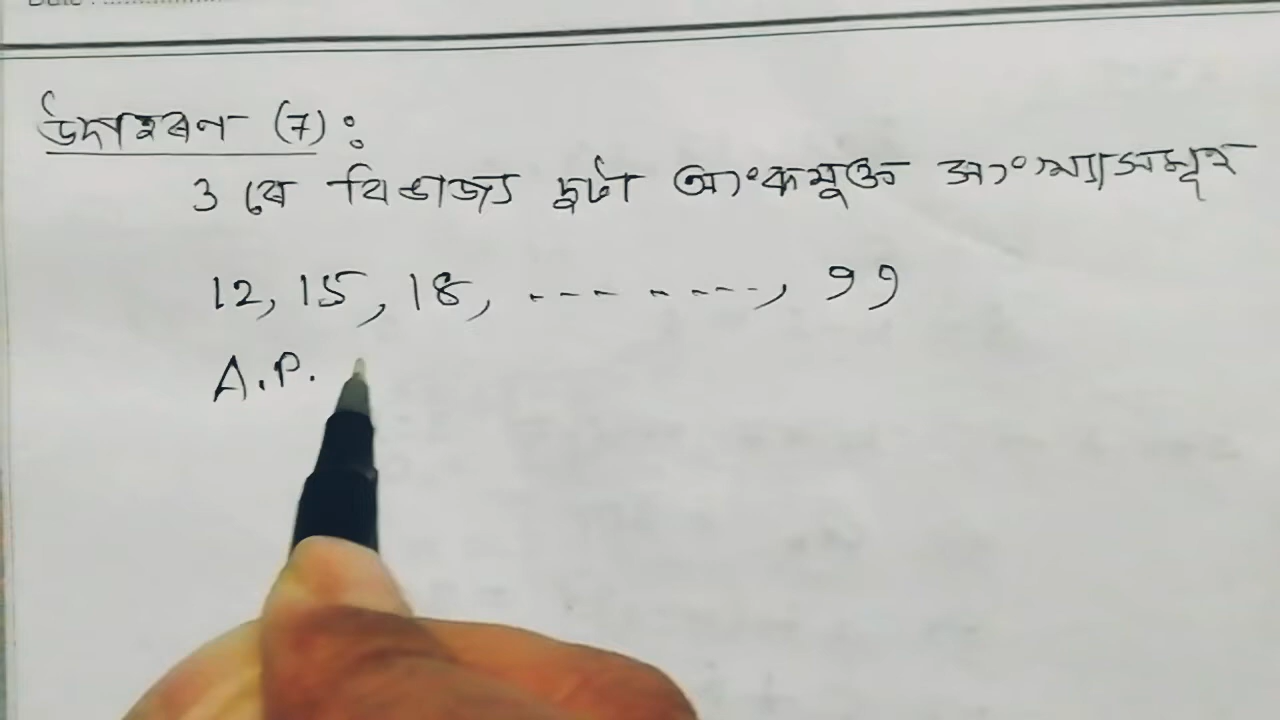 উদাহৰণ (7) :
3 ৰে বিভাজ্য দুটা অংকযুক্ত সংখ্যাসমূহ
12, 15, 18, - - - - - - - - -, 99
A.P.